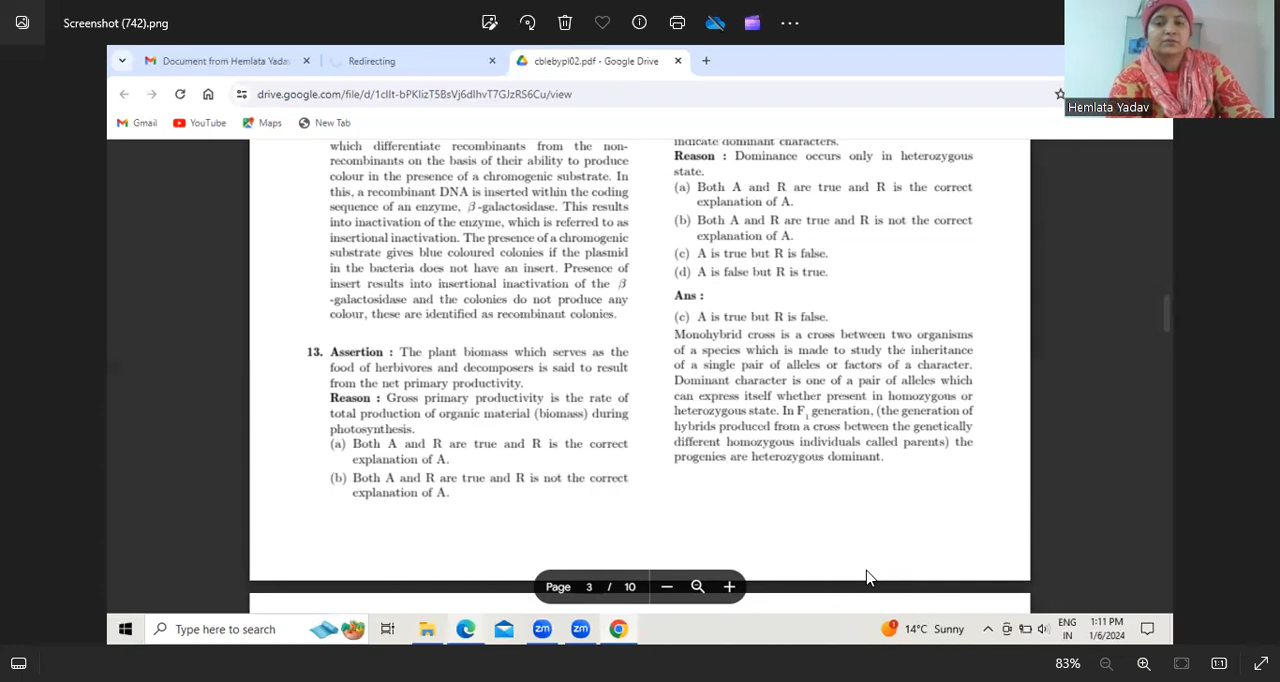 Screenshot (742).png
Document from Hemlata Yadav
Redirecting
cblebypl02.pdf - Google Drive
drive.google.com/file/d/1clIt-bPKlizT5BsVj6dIhvT7GJzRS6Cu/view
Gmail
YouTube
Maps
New Tab
Hemlata Yadav
which differentiate recombinants from the non-
recombinants on the basis of their ability to produce
colour in the presence of a chromogenic substrate. In
this, a recombinant DNA is inserted within the coding
sequence of an enzyme, β-galactosidase. This results
into inactivation of the enzyme, which is referred to as
insertional inactivation. The presence of a chromogenic
substrate gives blue coloured colonies if the plasmid
in the bacteria does not have an insert. Presence of
insert results into insertional inactivation of the β
-galactosidase and the colonies do not produce any
colour, these are identified as recombinant colonies.
13. Assertion : The plant biomass which serves as the
food of herbivores and decomposers is said to result
from the net primary productivity.
Reason : Gross primary productivity is the rate of
total production of organic material (biomass) during
photosynthesis.
(a) Both A and R are true and R is the correct
explanation of A.
(b) Both A and R are true and R is not the correct
explanation of A.
indicate dominant characters.
Reason : Dominance occurs only in heterozygous
state.
(a) Both A and R are true and R is the correct
explanation of A.
(b) Both A and R are true and R is not the correct
explanation of A.
(c) A is true but R is false.
(d) A is false but R is true.
Ans :
(c) A is true but R is false.
Monohybrid cross is a cross between two organisms
of a species which is made to study the inheritance
of a single pair of alleles or factors of a character.
Dominant character is one of a pair of alleles which
can express itself whether present in homozygous or
heterozygous state. In F1 generation, (the generation of
hybrids produced from a cross between the genetically
different homozygous individuals called parents) the
progenies are heterozygous dominant.
Page 3 / 10
Type here to search
zm
zm
14°C Sunny
ENG
IN
1:11 PM
1/6/2024
83%